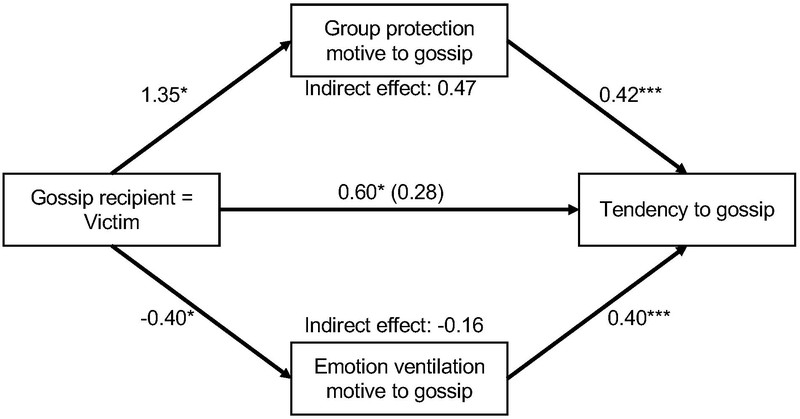 Group protection
motive to gossip
Indirect effect: 0.47
1.35*
0.42***
Gossip recipient =
Victim
0.60* (0.28)
Tendency to gossip
-0.40*
Indirect effect: -0.16
0.40***
Emotion ventilation
motive to gossip